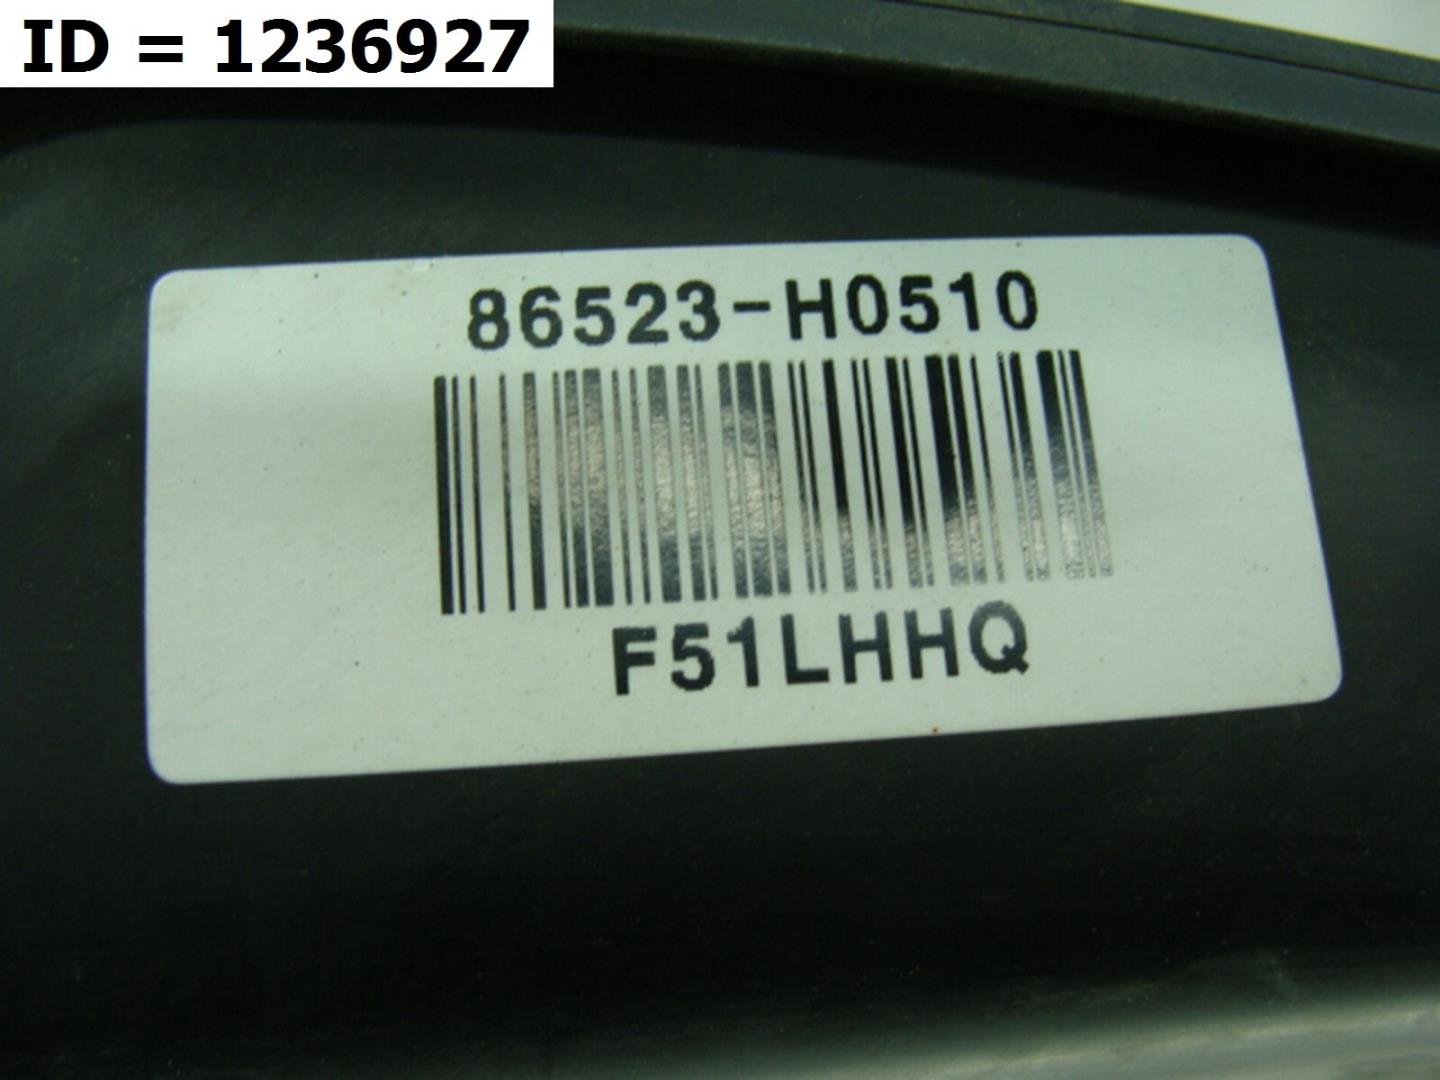 ID = 1236927
86523-H0510
F51LHHQ